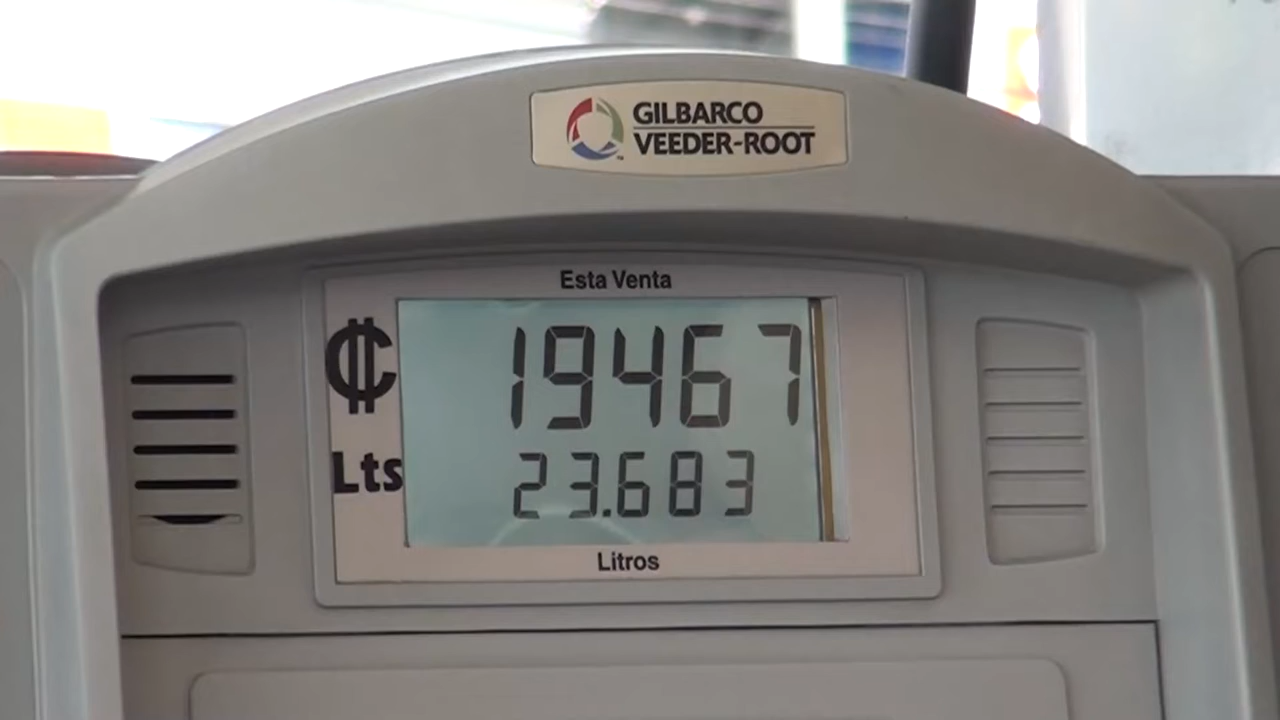 GILBARCO
VEEDER-ROOT
Esta Venta
₡ 19467
Lts 23.683
Litros